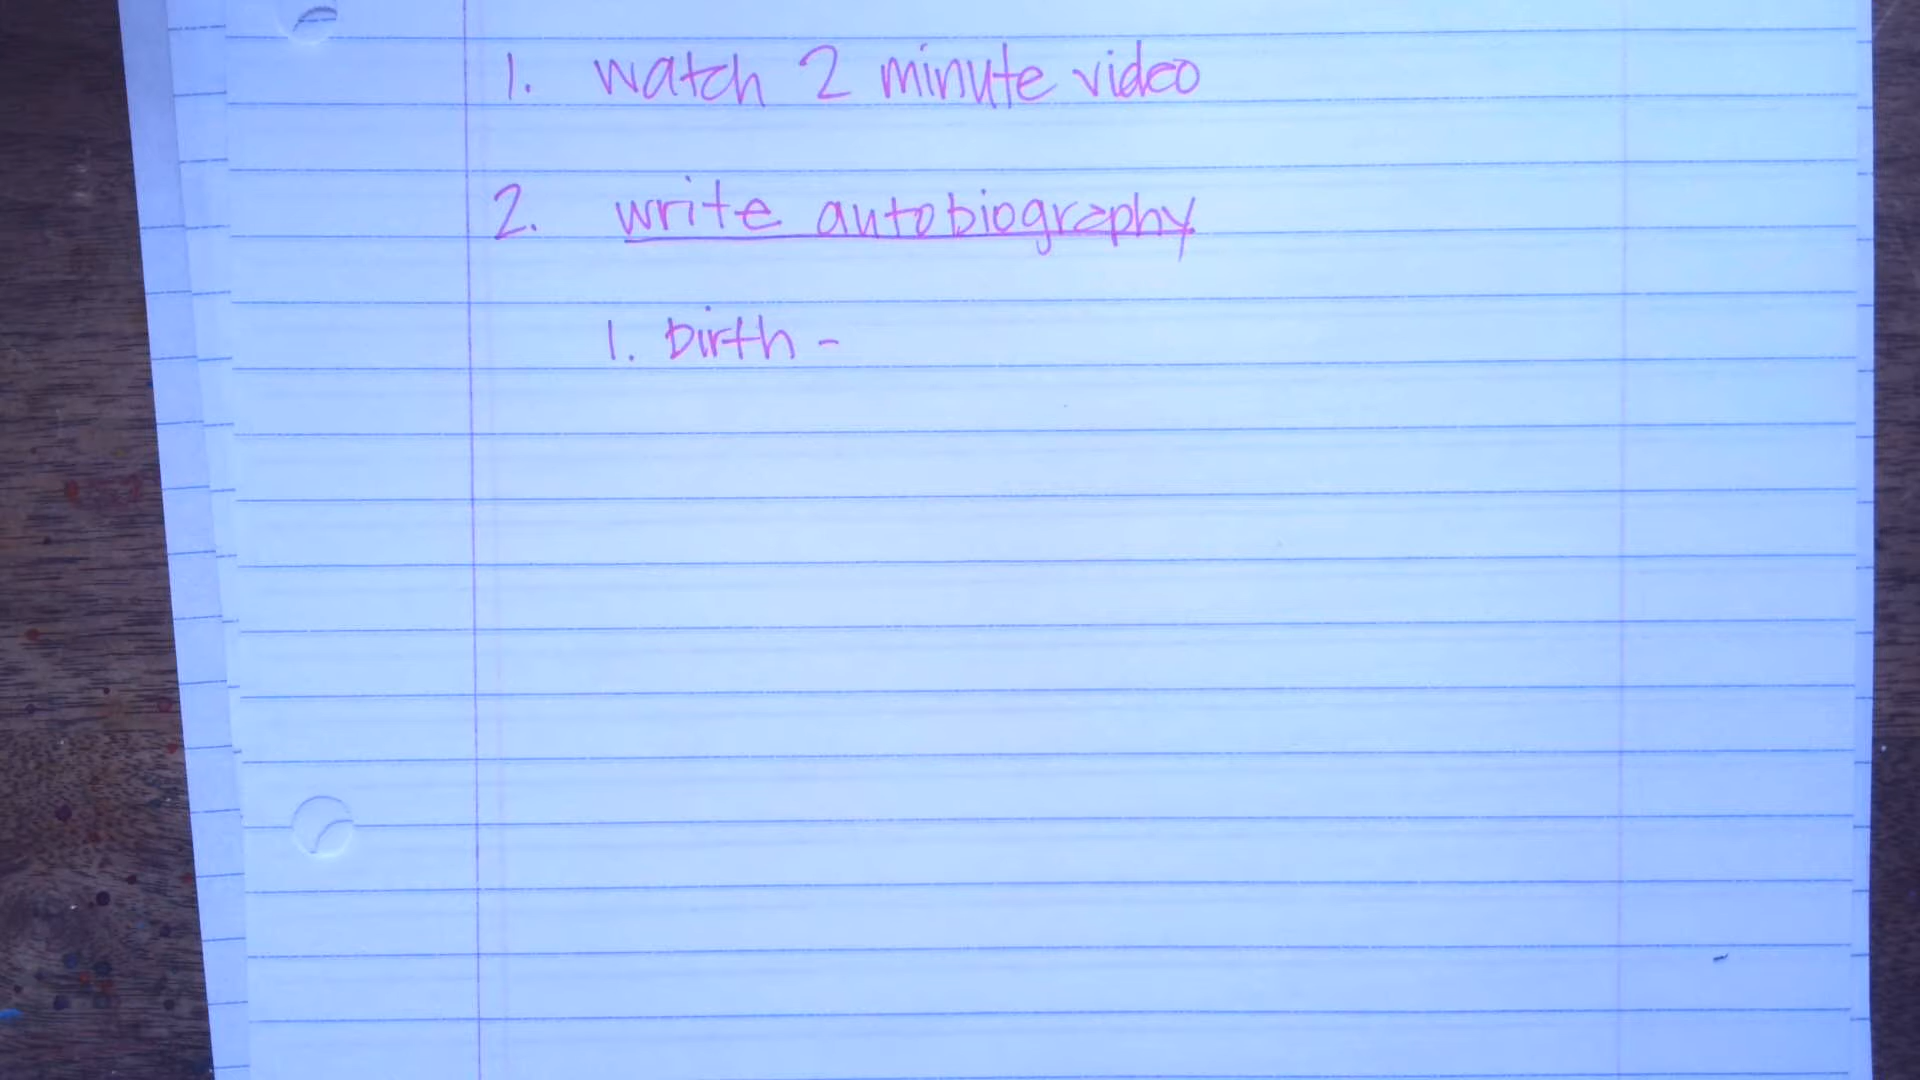 1. watch 2 minute video
2. write autobiography
1. birth -